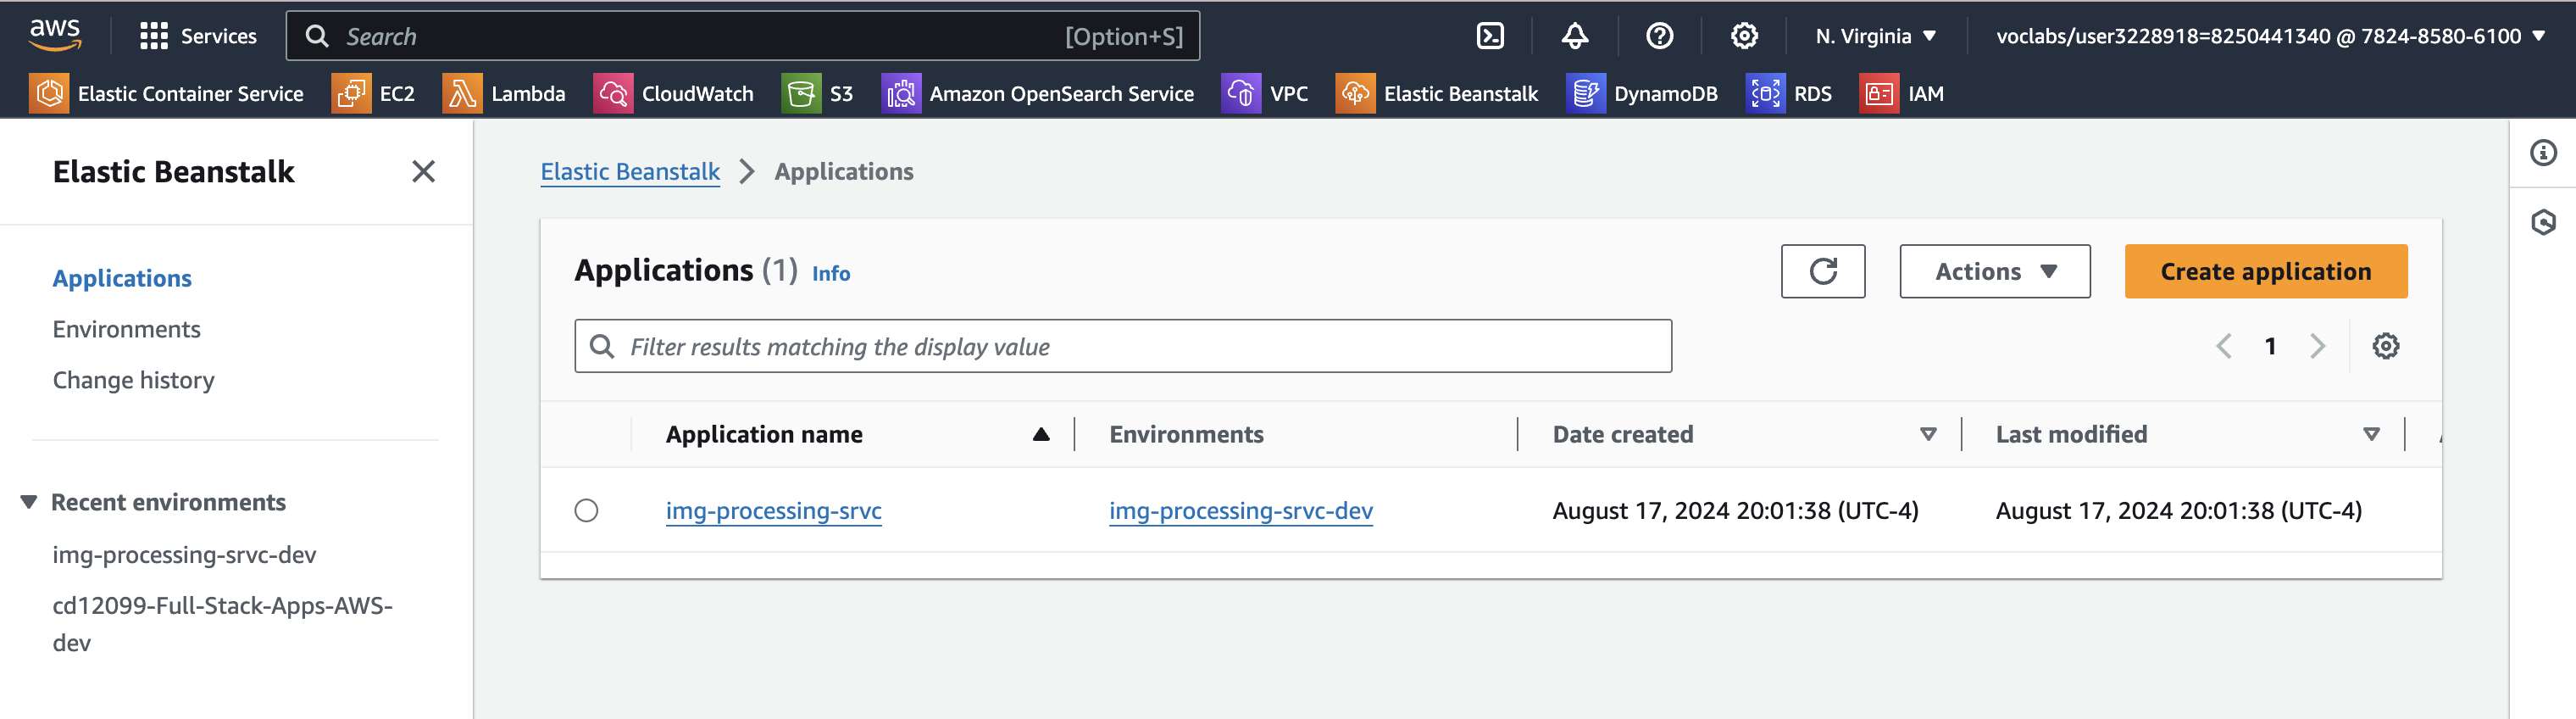 aws
Services
Search
[Option+S]
N. Virginia
voclabs/user3228918=8250441340 @ 7824-8580-6100
Elastic Container Service
EC2
Lambda
CloudWatch
S3
Amazon OpenSearch Service
VPC
Elastic Beanstalk
DynamoDB
RDS
IAM
Elastic Beanstalk
Applications
Environments
Change history
Recent environments
img-processing-srvc-dev
cd12099-Full-Stack-Apps-AWS-
dev
Elastic Beanstalk
Applications
Applications (1) Info
Actions
Create application
Filter results matching the display value
1
Application name
Environments
Date created
Last modified
img-processing-srvc
img-processing-srvc-dev
August 17, 2024 20:01:38 (UTC-4)
August 17, 2024 20:01:38 (UTC-4)